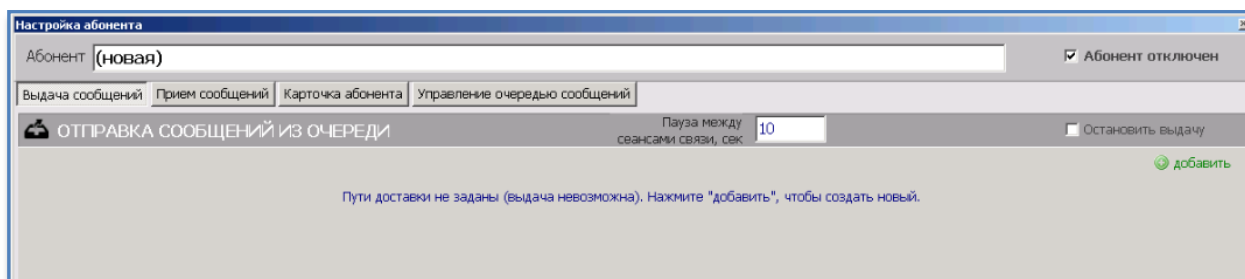 Настройка абонента
Абонент (новая) Абонент отключен
Выдача сообщений Прием сообщений Карточка абонента Управление очередью сообщений
ОТПРАВКА СООБЩЕНИЙ ИЗ ОЧЕРЕДИ
Пауза между
сеансами связи, сек
10
Остановить выдачу
добавить
Пути доставки не заданы (выдача невозможна). Нажмите "добавить", чтобы создать новый.